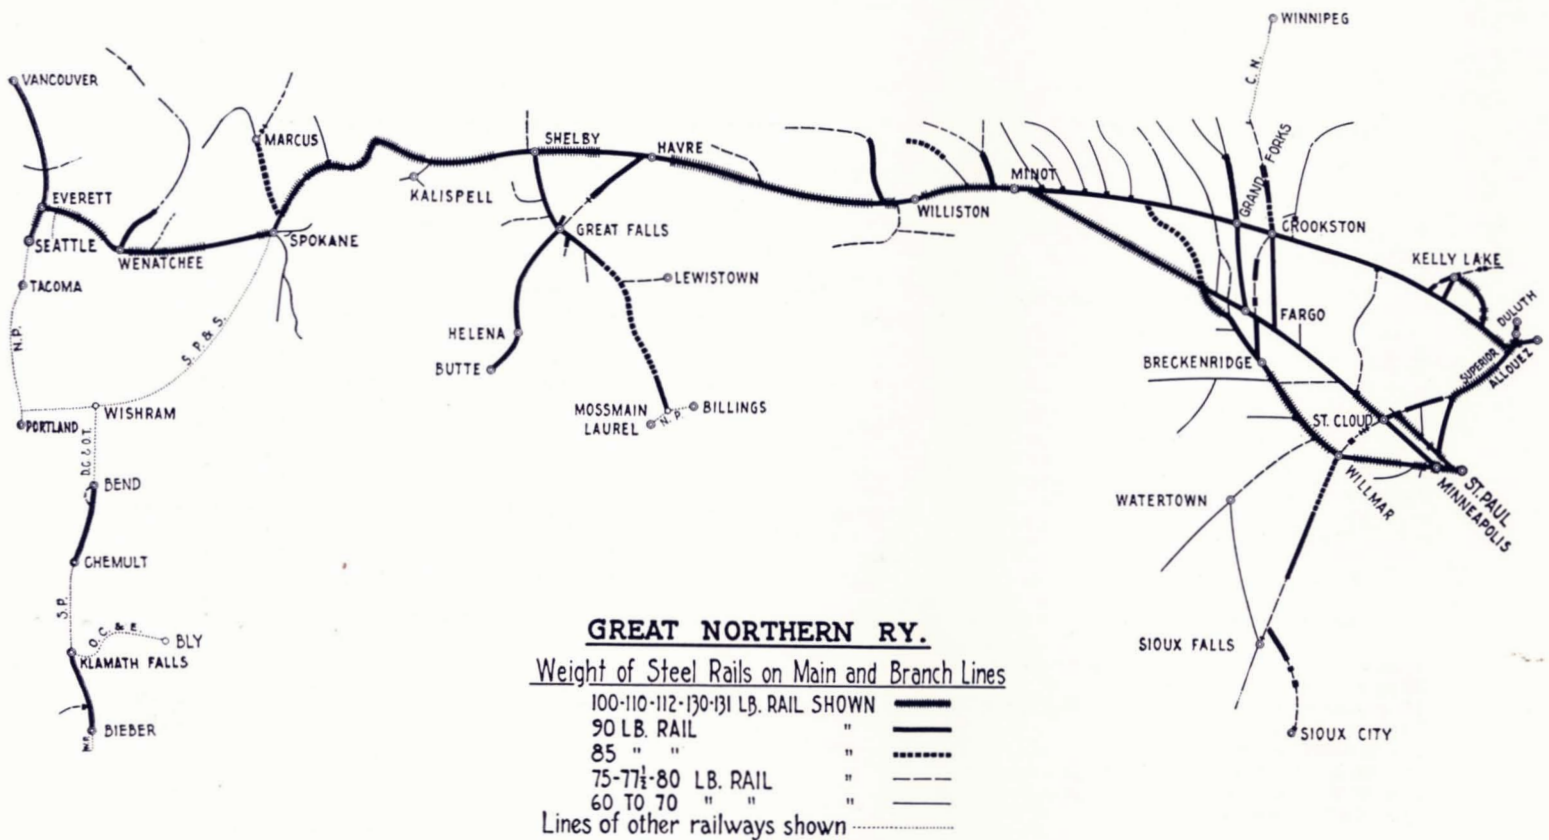 WINNIPEG
C. N.
VANCOUVER
MARCUS
SHELBY
HAVRE
GRAND FORKS
EVERETT
KALISPELL
WILLISTON
MINOT
SEATTLE
SPOKANE
GREAT FALLS
CROOKSTON
WENATCHEE
KELLY LAKE
TACOMA
LEWISTOWN
DULUTH
N.P.
S. P. & S.
HELENA
FARGO
SUPERIOR
ALLOUEZ
BUTTE
BRECKENRIDGE
WISHRAM
MOSSMAIN
BILLINGS
N. P.
LAUREL
PORTLAND
ST. CLOUD
BEND
WATERTOWN
WILLMAR
ST. PAUL
MINNEAPOLIS
CHEMULT
S.P.
O. C. & E.
BLY
KLAMATH FALLS
SIOUX FALLS
BIEBER
SIOUX CITY
GREAT NORTHERN RY.
Weight of Steel Rails on Main and Branch Lines
100-110-112-130-131 LB. RAIL SHOWN
90 LB. RAIL "
85 " " "
75-77½-80 LB. RAIL "
60 TO 70 " " "
Lines of other railways shown